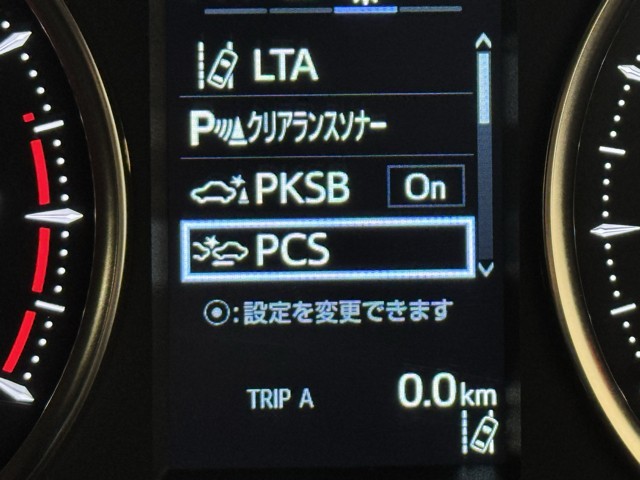 LTA
Pクリアランスソナー
PKSB On
PCS
:設定を変更できます
TRIP A 0.0km